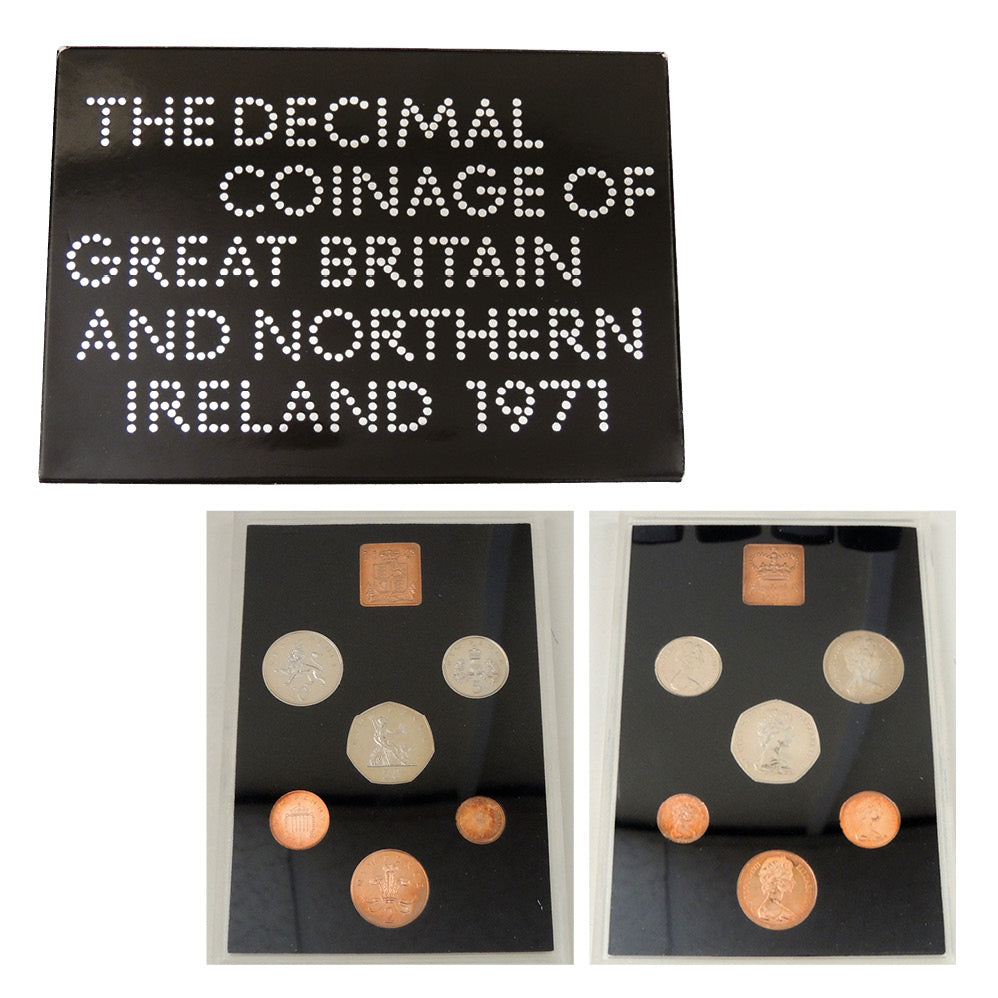 THE DECIMAL
COINAGE OF
GREAT BRITAIN
AND NORTHERN
IRELAND 1971